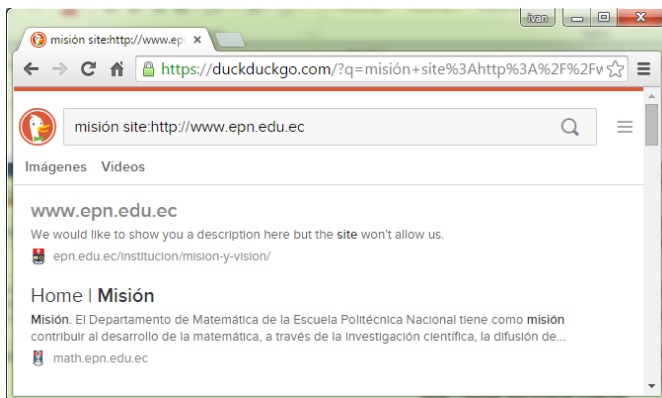 ivan
misión site:http://www.ep
https://duckduckgo.com/?q=misión+site%3Ahttp%3A%2F%2Fv
misión site:http://www.epn.edu.ec
Imágenes Videos
www.epn.edu.ec
We would like to show you a description here but the site won't allow us.
epn.edu.ec/institucion/mision-y-vision/
Home | Misión
Misión. El Departamento de Matemática de la Escuela Politécnica Nacional tiene como misión
contribuir al desarrollo de la matemática, a través de la investigación científica, la difusión de...
math.epn.edu.ec